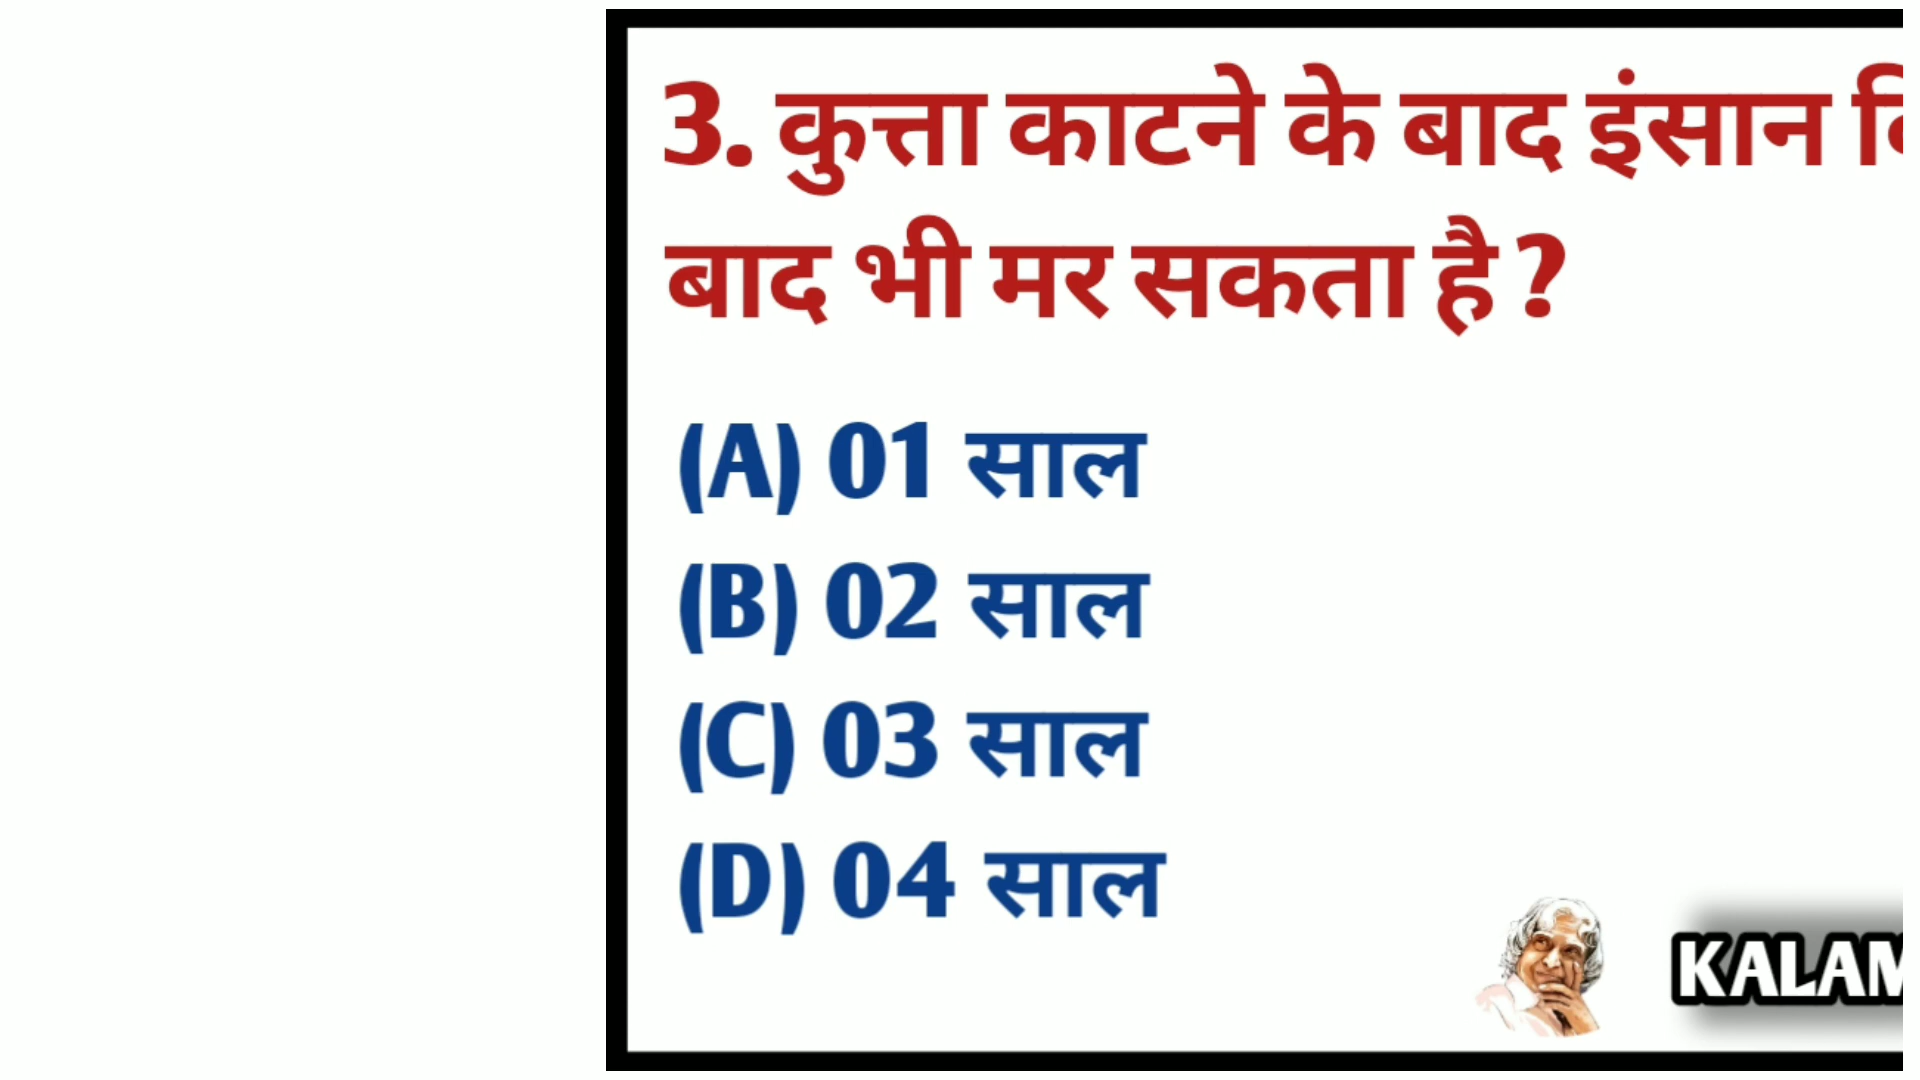 3. कुत्ता काटने के बाद इंसान
बाद भी मर सकता है ?
(A) 01 साल
(B) 02 साल
(C) 03 साल
(D) 04 साल
KALAM